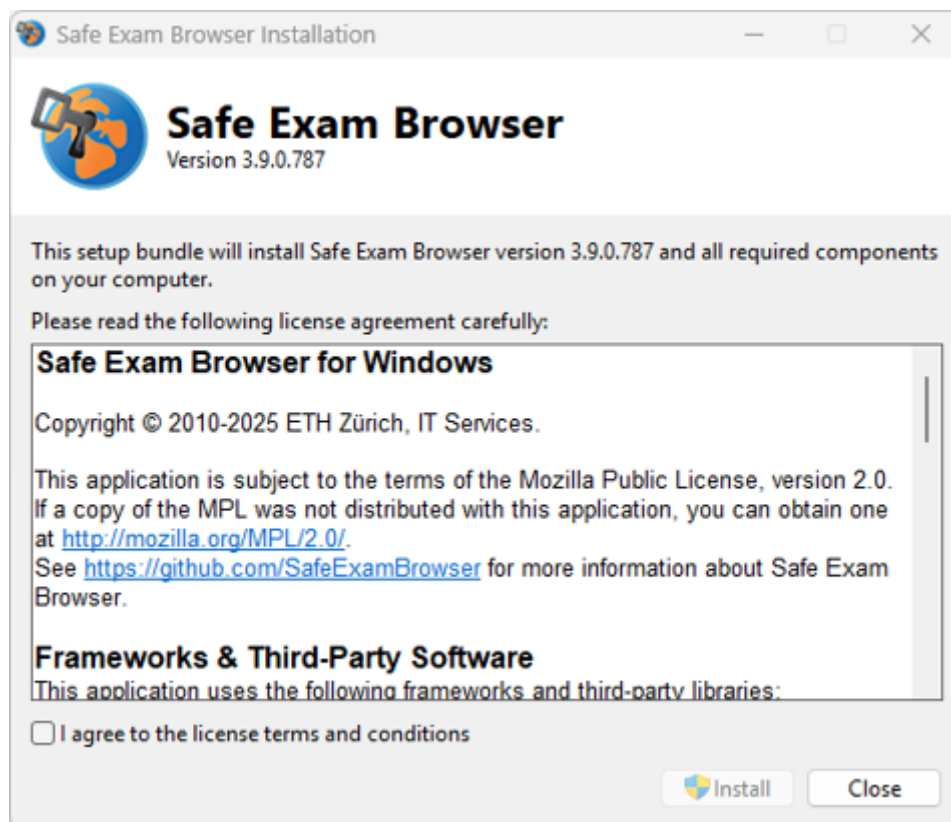 Safe Exam Browser Installation
Safe Exam Browser
Version 3.9.0.787
This setup bundle will install Safe Exam Browser version 3.9.0.787 and all required components
on your computer.
Please read the following license agreement carefully:
Safe Exam Browser for Windows
Copyright © 2010-2025 ETH Zürich, IT Services.
This application is subject to the terms of the Mozilla Public License, version 2.0.
If a copy of the MPL was not distributed with this application, you can obtain one
at http://mozilla.org/MPL/2.0/.
See https://github.com/SafeExamBrowser for more information about Safe Exam
Browser.
Frameworks & Third-Party Software
This application uses the following frameworks and third-party libraries:
I agree to the license terms and conditions
Install
Close